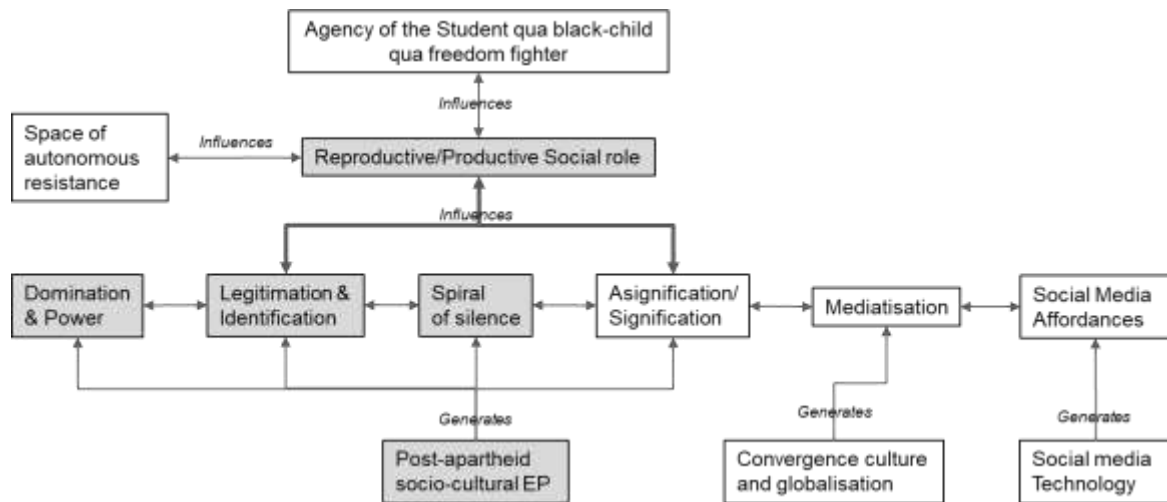 Agency of the Student qua black-child
qua freedom fighter
Influences
Space of
autonomous
resistance
Influences
Reproductive/Productive Social role
Influences
Domination
& Power
Legitimation &
Identification
Spiral
of silence
Asignification/
Signification
Mediatisation
Social Media
Affordances
Generates
Generates
Generates
Post-apartheid
socio-cultural EP
Convergence culture
and globalisation
Social media
Technology